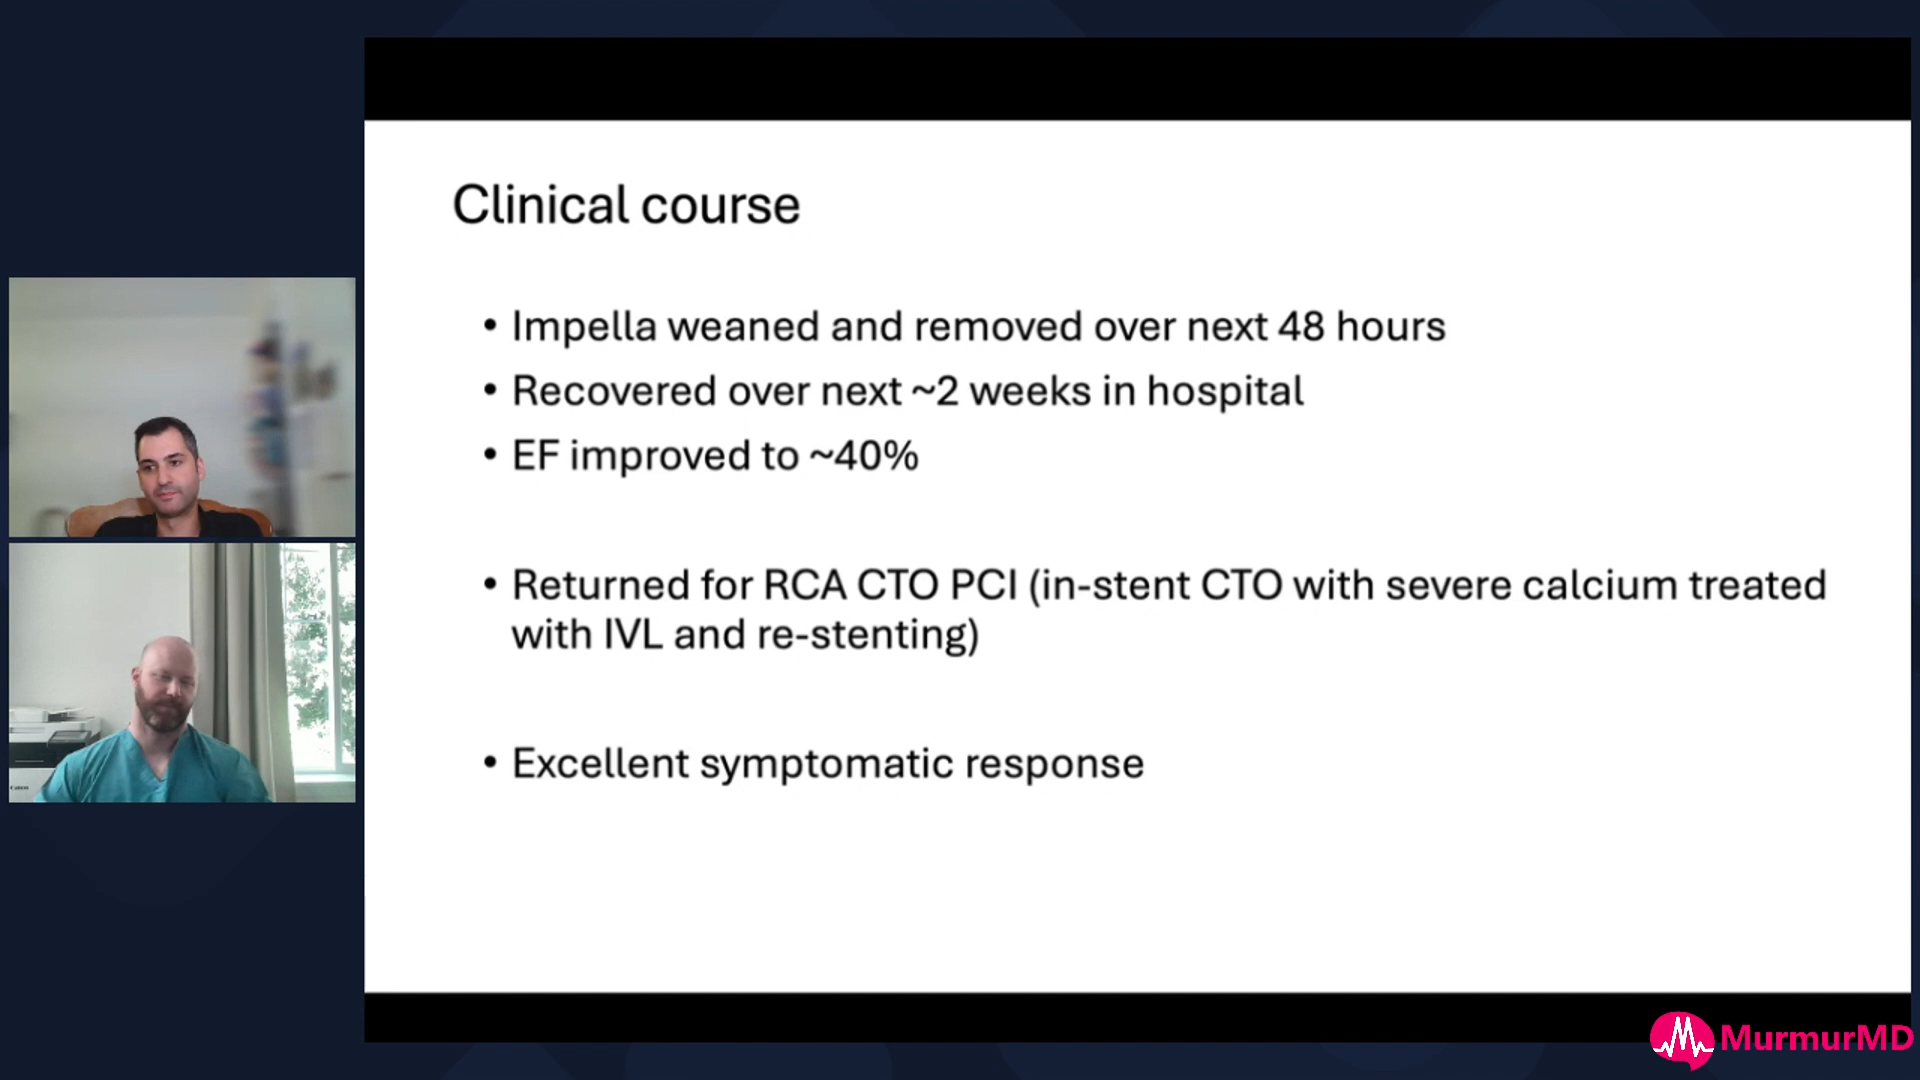 Clinical course
• Impella weaned and removed over next 48 hours
• Recovered over next ~2 weeks in hospital
• EF improved to ~40%
• Returned for RCA CTO PCI (in-stent CTO with severe calcium treated
with IVL and re-stenting)
• Excellent symptomatic response
Canon
MurmurMD